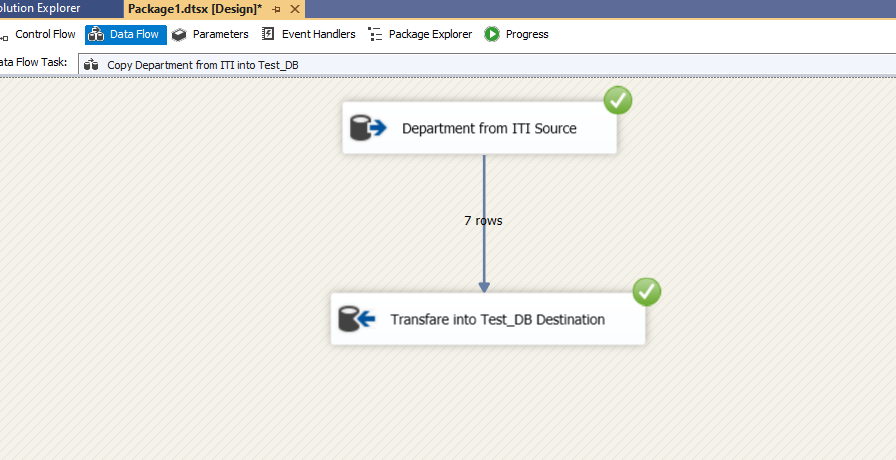 olution Explorer
Package1.dtsx [Design]*
Control Flow
Data Flow
Parameters
Event Handlers
Package Explorer
Progress
ata Flow Task:
Copy Department from ITI into Test_DB
Department from ITI Source
7 rows
Transfare into Test_DB Destination